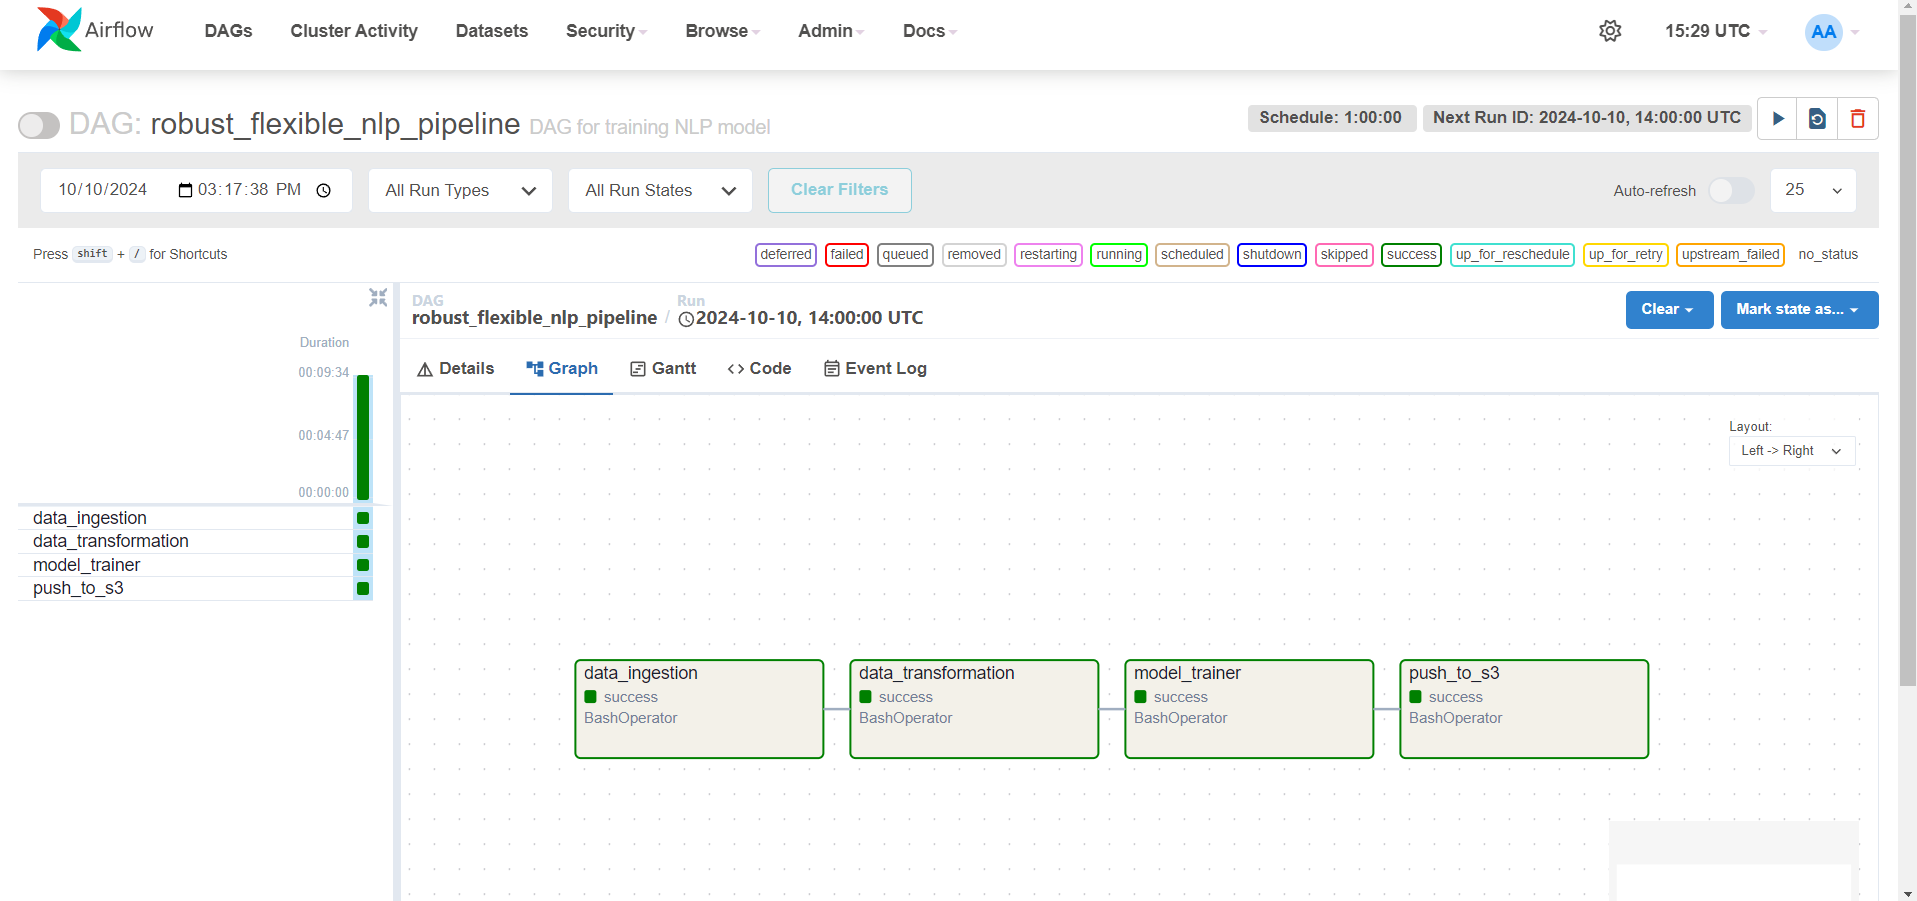 Airflow DAGs Cluster Activity Datasets Security Browse Admin Docs 15:29 UTC AA
DAG: robust_flexible_nlp_pipeline DAG for training NLP model Schedule: 1:00:00 Next Run ID: 2024-10-10, 14:00:00 UTC
10/10/2024 03:17:38 PM All Run Types All Run States Clear Filters Auto-refresh 25
Press shift + / for Shortcuts deferred failed queued removed restarting running scheduled shutdown skipped success up_for_reschedule up_for_retry upstream_failed no_status
DAG Run
robust_flexible_nlp_pipeline / 2024-10-10, 14:00:00 UTC Clear Mark state as...
Duration
00:09:34
00:04:47
00:00:00
data_ingestion
data_transformation
model_trainer
push_to_s3
Details Graph Gantt Code Event Log
Layout:
Left -> Right
data_ingestion
success
BashOperator
data_transformation
success
BashOperator
model_trainer
success
BashOperator
push_to_s3
success
BashOperator